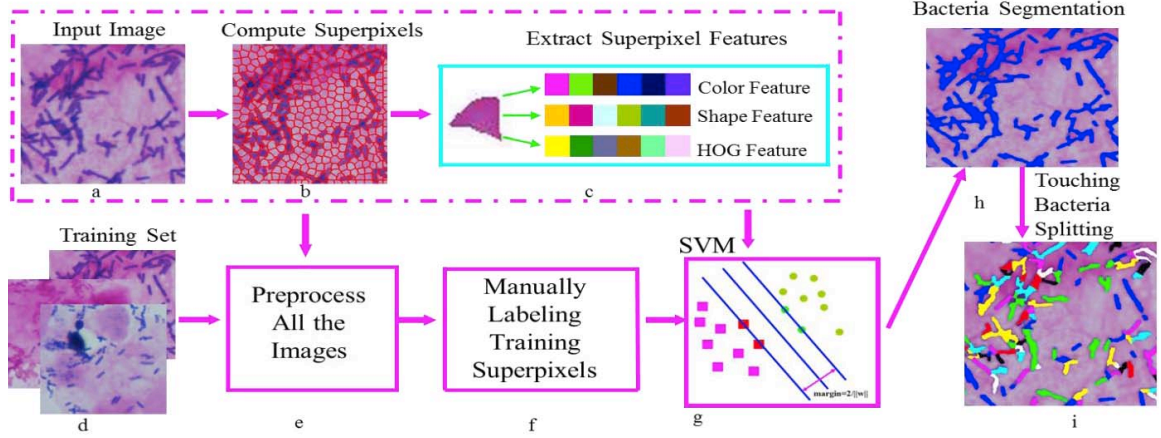 Input Image
Compute Superpixels
Extract Superpixel Features
Color Feature
Shape Feature
HOG Feature
a
b
c
Bacteria Segmentation
h
Touching
Bacteria
Splitting
Training Set
d
Preprocess
All the
Images
e
Manually
Labeling
Training
Superpixels
f
SVM
margin=2/||w||
g
i